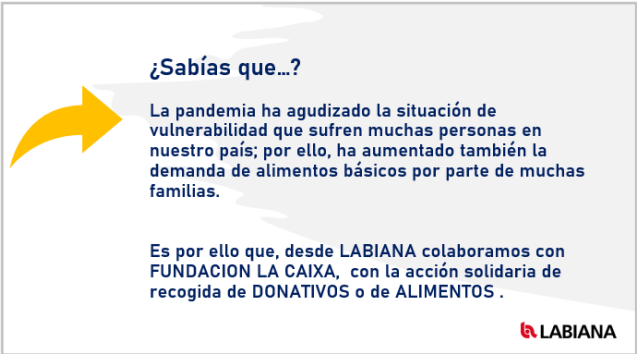 ¿Sabías que...?
La pandemia ha agudizado la situación de
vulnerabilidad que sufren muchas personas en
nuestro país; por ello, ha aumentado también la
demanda de alimentos básicos por parte de muchas
familias.
Es por ello que, desde LABIANA colaboramos con
FUNDACION LA CAIXA, con la acción solidaria de
recogida de DONATIVOS o de ALIMENTOS .
LABIANA